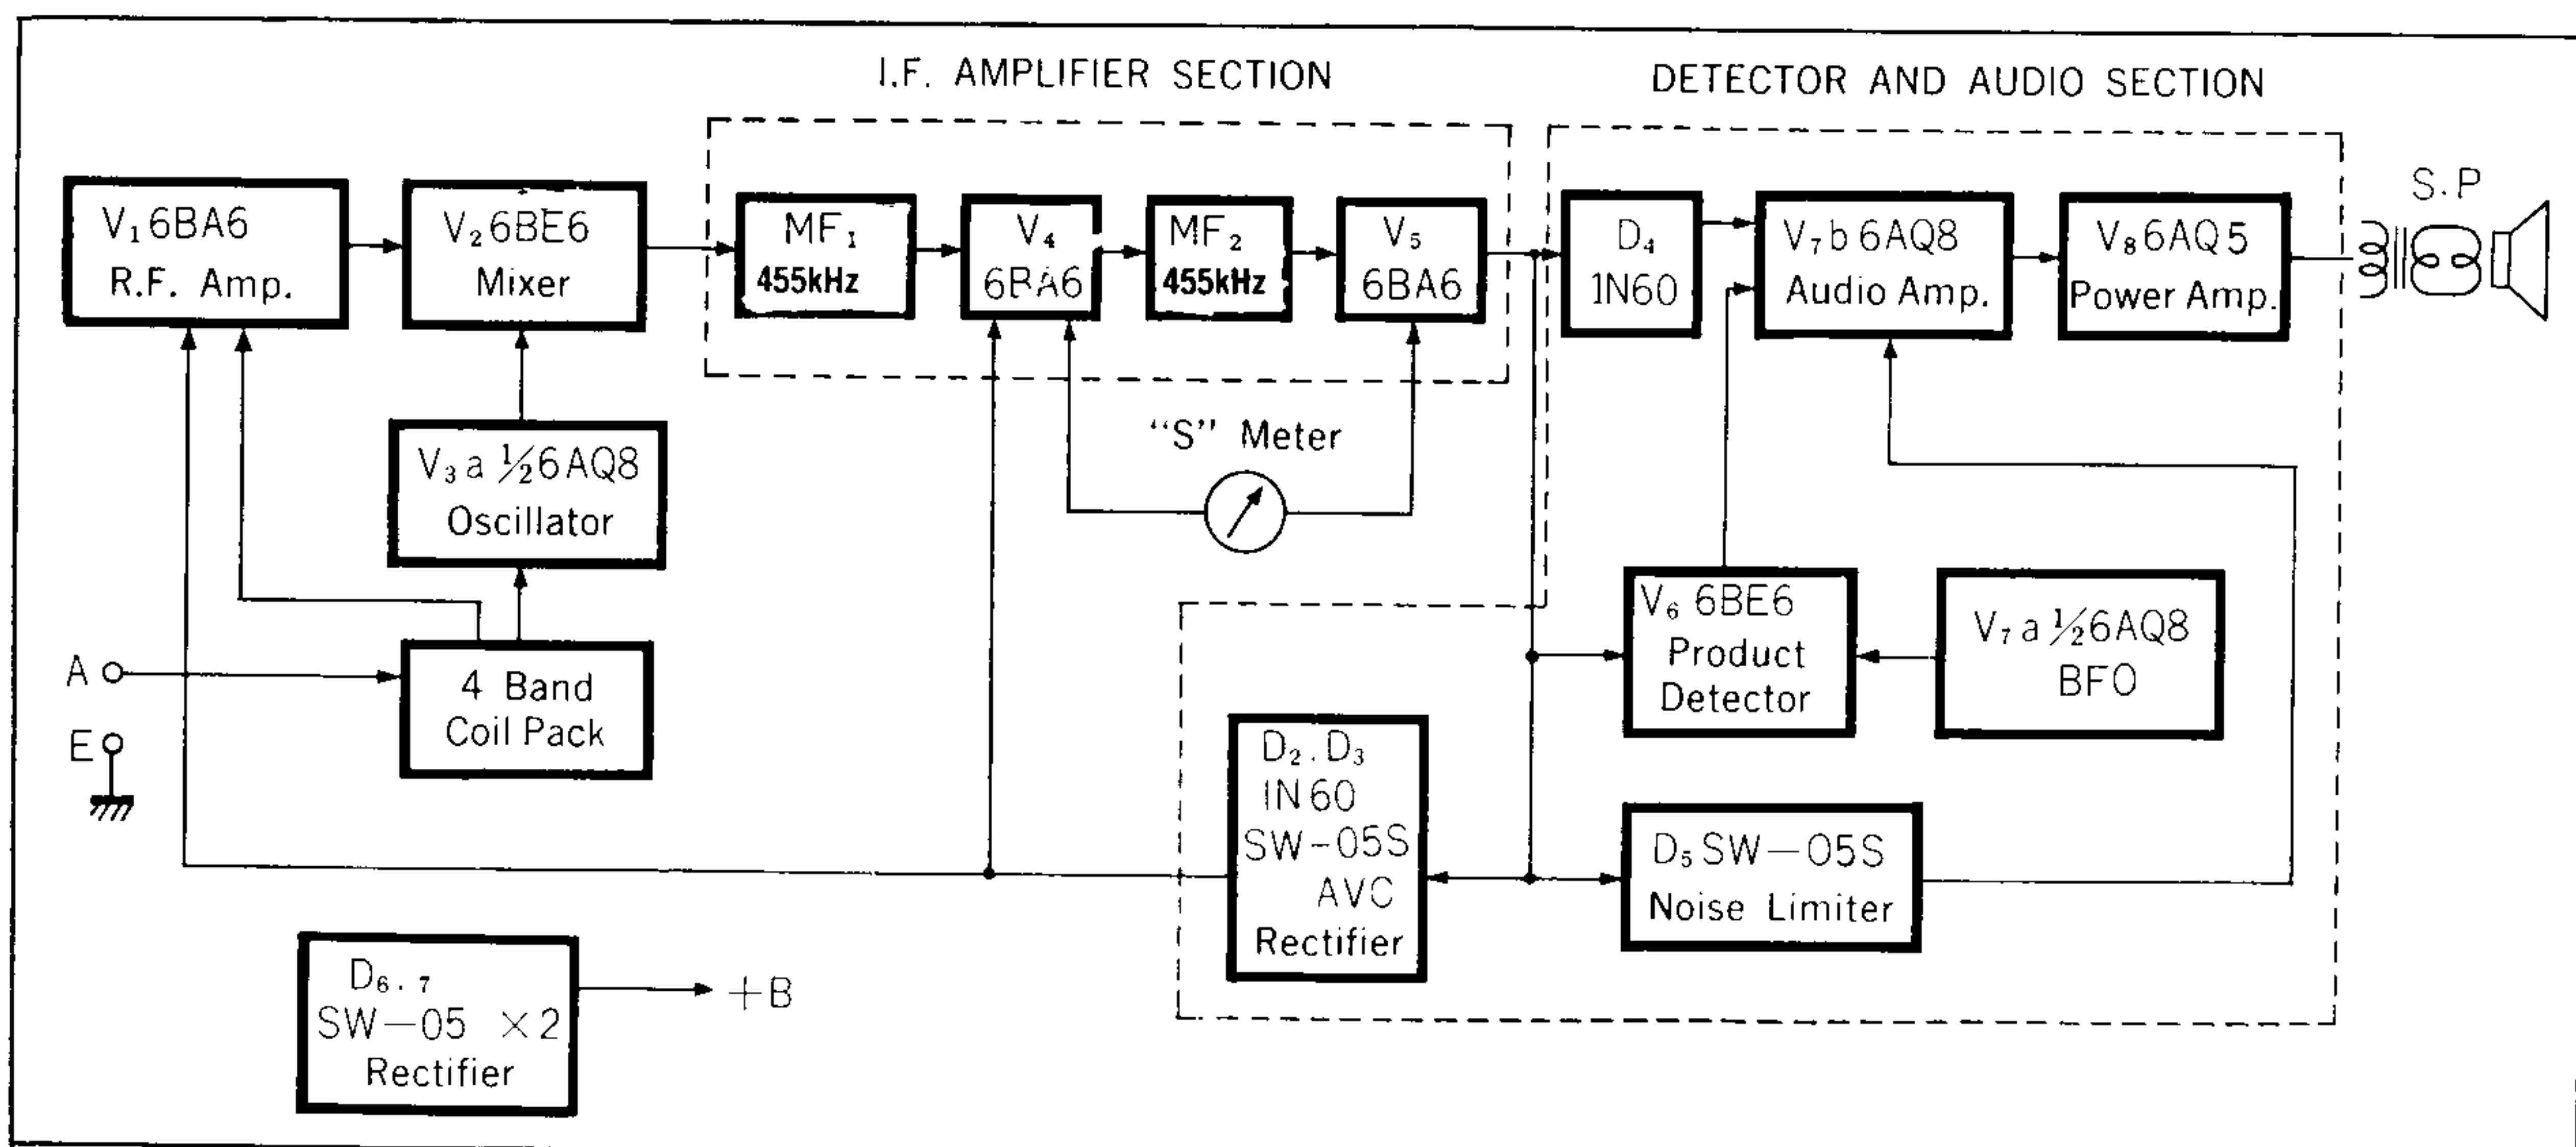 I.F. AMPLIFIER SECTION
DETECTOR AND AUDIO SECTION
V₁ 6BA6
R.F. Amp.
V₂ 6BE6
Mixer
MF₁
455kHz
V₄
6BA6
MF₂
455kHz
V₅
6BA6
D₄
1N60
V₇b 6AQ8
Audio Amp.
V₈ 6AQ5
Power Amp.
S.P
V₃a ½6AQ8
Oscillator
“S” Meter
A
E
4 Band
Coil Pack
V₆ 6BE6
Product
Detector
V₇a ½6AQ8
BFO
D₂.D₃
1N60
SW-05S
AVC
Rectifier
D₅ SW—05S
Noise Limiter
D₆.₇
SW—05 ×2
Rectifier
+B